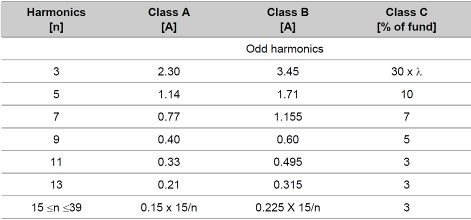 Harmonics Class A Class B Class C
[n] [A] [A] [% of fund]
Odd harmonics
3 2.30 3.45 30 x λ
5 1.14 1.71 10
7 0.77 1.155 7
9 0.40 0.60 5
11 0.33 0.495 3
13 0.21 0.315 3
15 ≤n ≤39 0.15 x 15/n 0.225 X 15/n 3